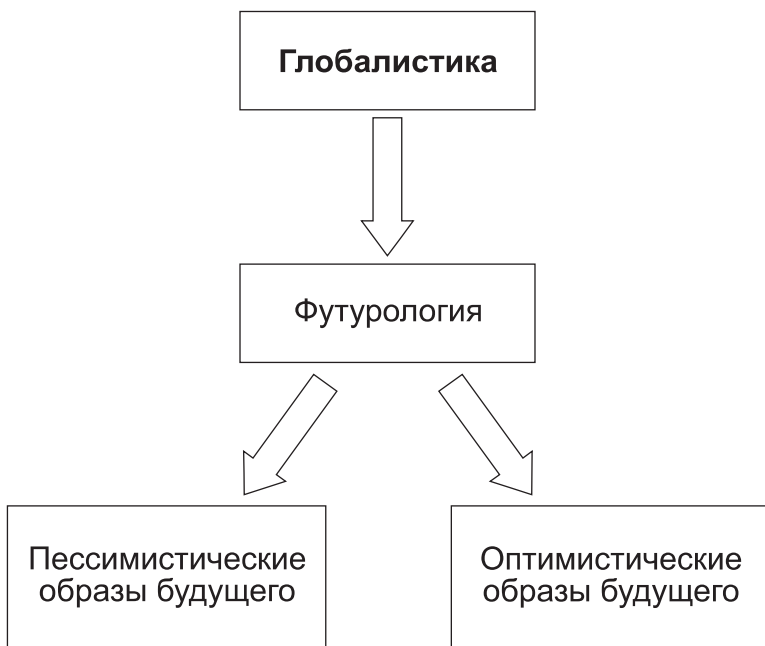 Глобалистика
Футурология
Пессимистические
образы будущего
Оптимистические
образы будущего